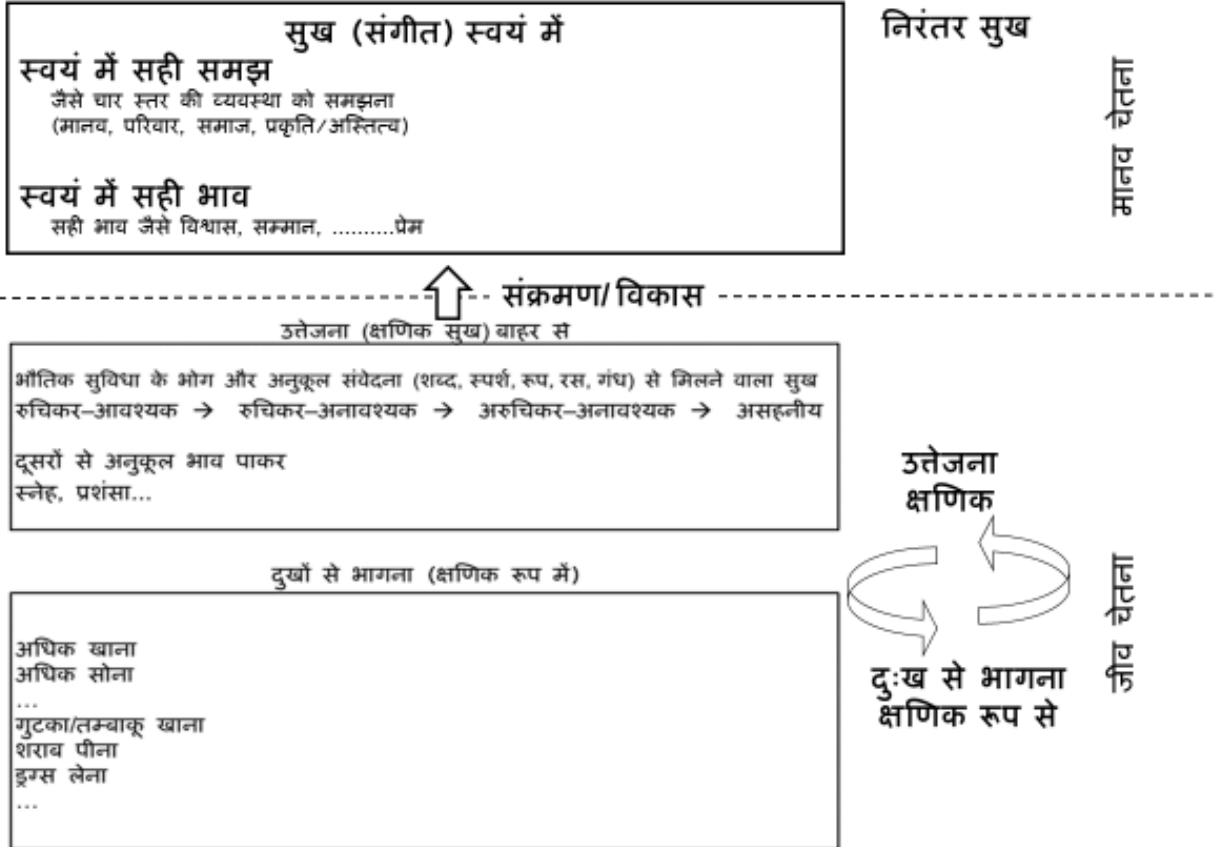 सुख (संगीत) स्वयं में
निरंतर सुख
स्वयं में सही समझ
जैसे चार स्तर की व्यवस्था को समझना
(मानव, परिवार, समाज, प्रकृति/अस्तित्व)
मानव चेतना
स्वयं में सही भाव
सही भाव जैसे विश्वास, सम्मान, ..........प्रेम
संक्रमण/विकास
उत्तेजना (क्षणिक सुख) बाहर से
भौतिक सुविधा के भोग और अनुकूल संवेदना (शब्द, स्पर्श, रूप, रस, गंध) से मिलने वाला सुख
रुचिकर–आवश्यक → रुचिकर–अनावश्यक → अरुचिकर–अनावश्यक → असहनीय
दूसरों से अनुकूल भाव पाकर
स्नेह, प्रशंसा...
उत्तेजना
क्षणिक
दुखों से भागना (क्षणिक रूप में)
जीव चेतना
अधिक खाना
अधिक सोना
...
गुटका/तम्बाकू खाना
शराब पीना
ड्रग्स लेना
...
दुःख से भागना
क्षणिक रूप से